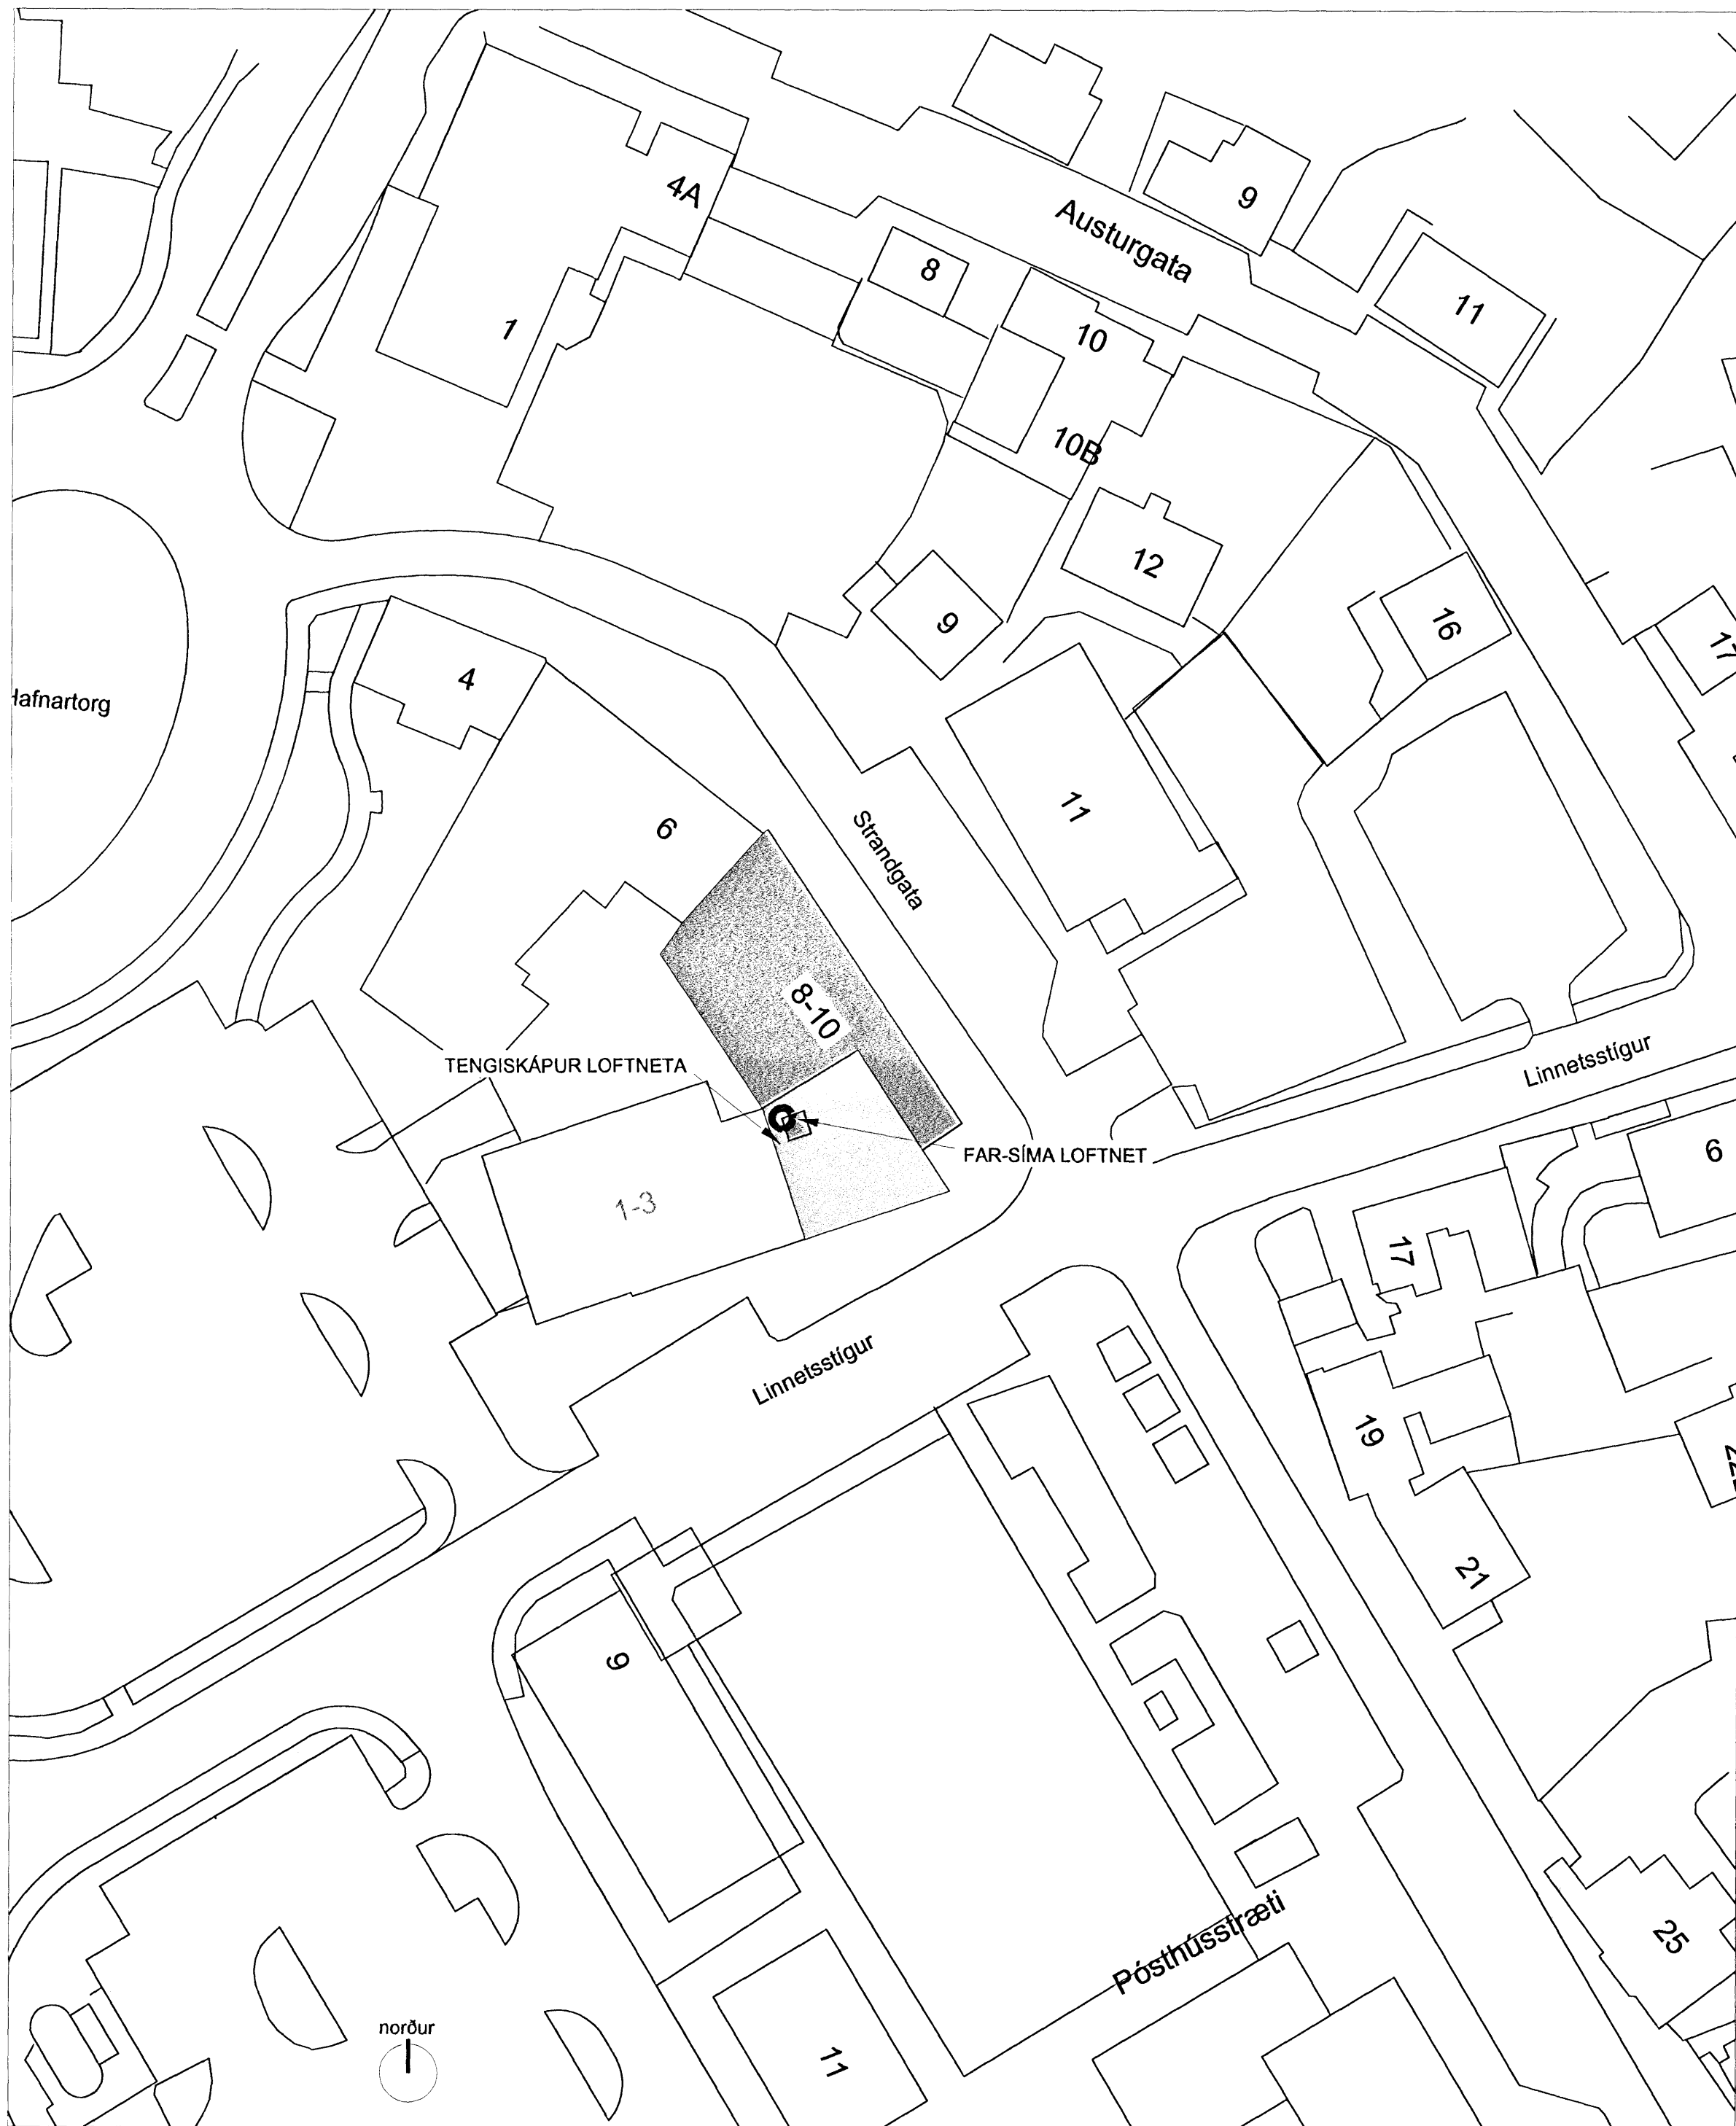 4A
9
Austurgata
8
11
1
10
10B
12
9
16
17
4
Hafnartorg
11
6
Strandgata
8-10
Linnetsstígur
TENGISKÁPUR LOFTNETA
FAR-SÍMA LOFTNET
6
1-3
17
Linnetsstígur
19
21
9
25
Pósthússtræti
norður
11